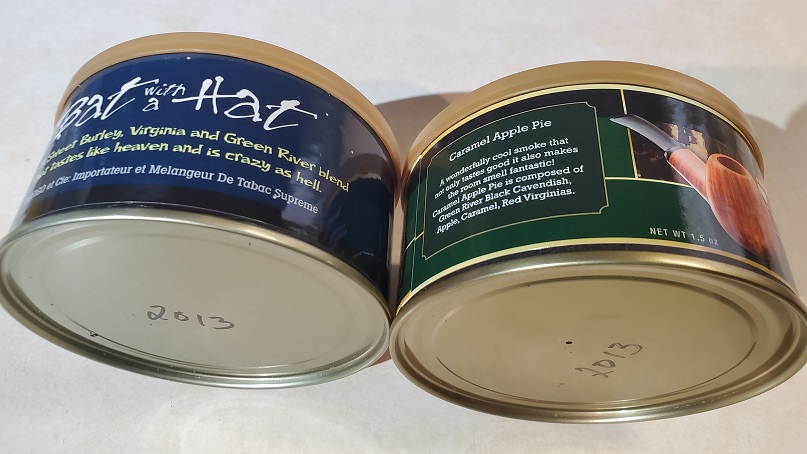 with
a Hat
Sweet Burley, Virginia and Green River blend
tastes like heaven and is crazy as hell.
et Cie: Importateur et Melangeur De Tabac Supreme
2013
Caramel Apple Pie
A wonderfully cool smoke that
not only tastes good it also makes
the room smell fantastic!
Caramel Apple Pie is composed of
Green River Black Cavendish,
Apple, Caramel, Red Virginias.
NET WT 1.5 oz
2013